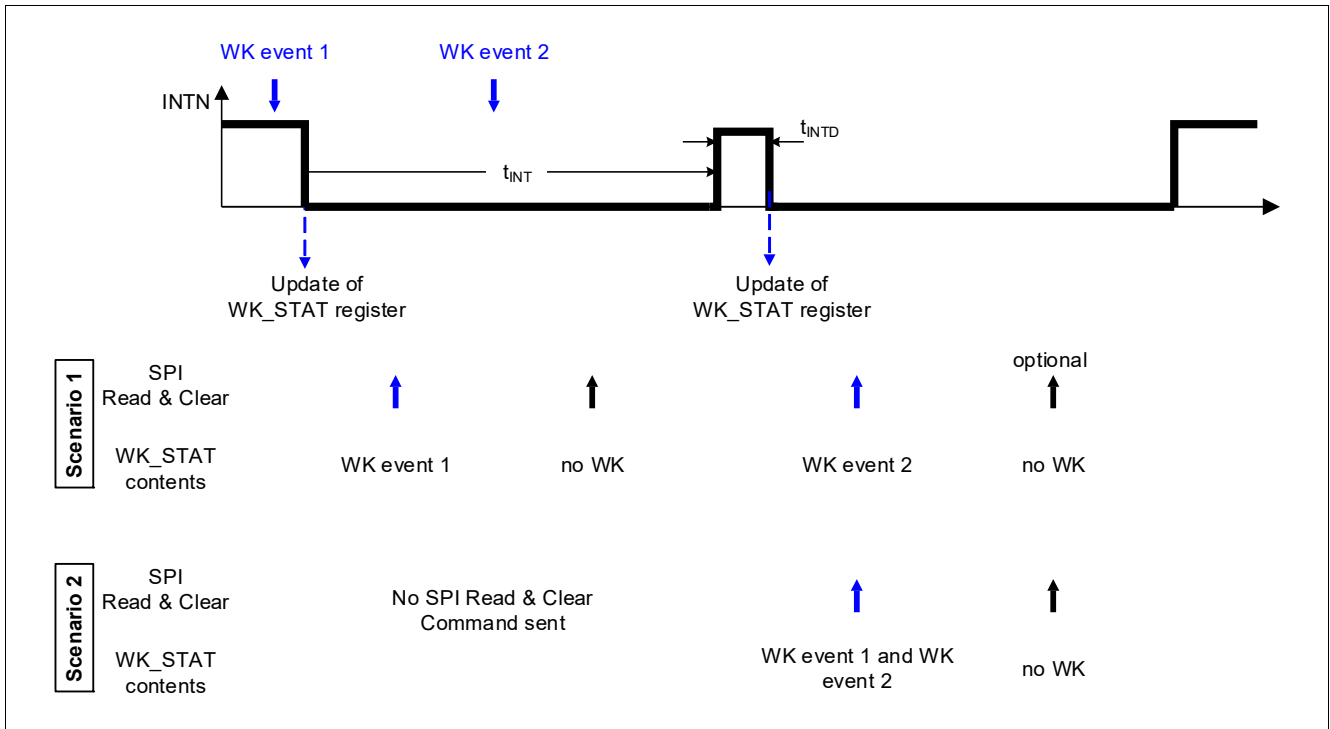 WK event 1
WK event 2
INTN
tINTD
tINT
Update of
WK_STAT register
Update of
WK_STAT register
Scenario 1
SPI
Read & Clear
optional
WK_STAT
contents
WK event 1
no WK
WK event 2
no WK
Scenario 2
SPI
Read & Clear
No SPI Read & Clear
Command sent
WK_STAT
contents
WK event 1 and WK
event 2
no WK